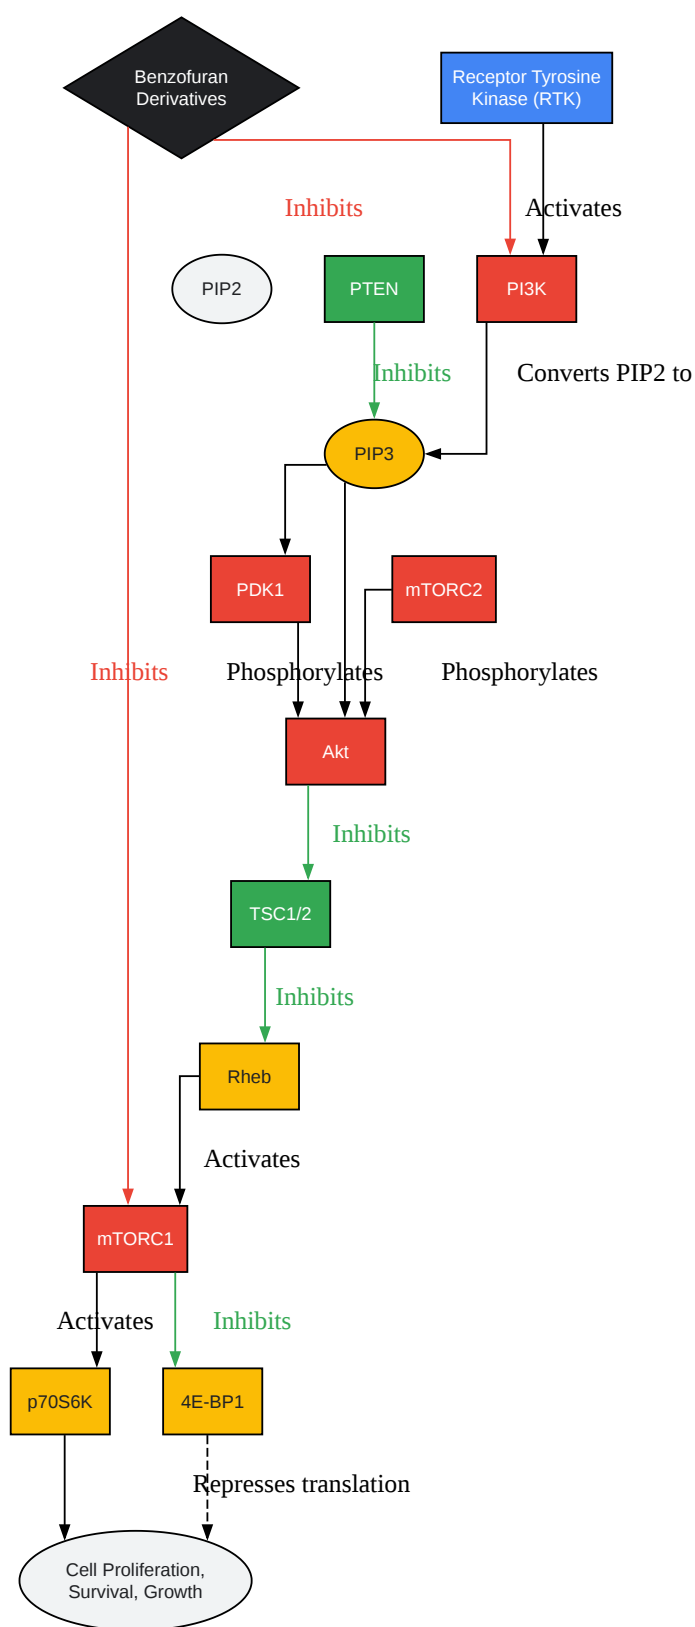 Benzofuran
Derivatives
Receptor Tyrosine
Kinase (RTK)
Inhibits
Activates
PIP2
PTEN
PI3K
Inhibits
Converts PIP2 to
PIP3
PDK1
mTORC2
Inhibits
Phosphorylates
Phosphorylates
Akt
Inhibits
TSC1/2
Inhibits
Rheb
Activates
mTORC1
Activates
Inhibits
p70S6K
4E-BP1
Represses translation
Cell Proliferation,
Survival, Growth